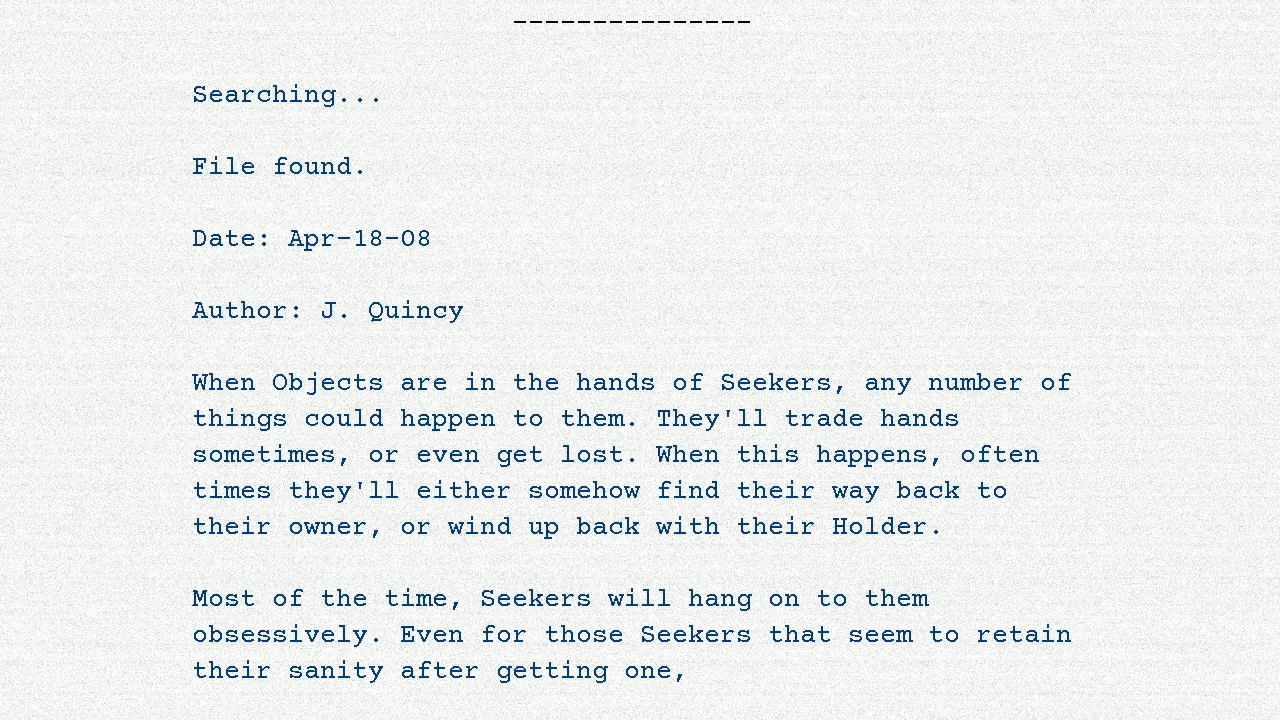 ---------------
Searching...
File found.
Date: Apr-18-08
Author: J. Quincy
When Objects are in the hands of Seekers, any number of
things could happen to them. They'll trade hands
sometimes, or even get lost. When this happens, often
times they'll either somehow find their way back to
their owner, or wind up back with their Holder.
Most of the time, Seekers will hang on to them
obsessively. Even for those Seekers that seem to retain
their sanity after getting one,